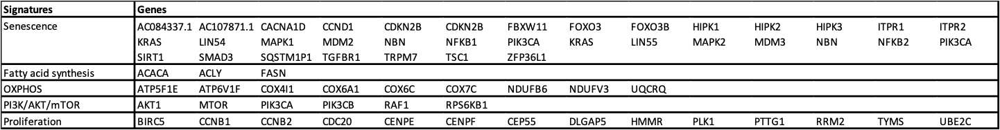 Signatures Genes
Senescence AC084337.1 AC107871.1 CACNA1D CCND1 CDKN2B CDKN2B FBXW11 FOXO3 FOXO3B HIPK1 HIPK2 HIPK3 ITPR1 ITPR2
KRAS LIN54 MAPK1 MDM2 NBN NFKB1 PIK3CA KRAS LIN55 MAPK2 MDM3 NBN NFKB2 PIK3CA
SIRT1 SMAD3 SQSTM1P1 TGFBR1 TRPM7 TSC1 ZFP36L1
Fatty acid synthesis ACACA ACLY FASN
OXPHOS ATP5F1E ATP6V1F COX4I1 COX6A1 COX6C COX7C NDUFB6 NDUFV3 UQCRQ
PI3K/AKT/mTOR AKT1 MTOR PIK3CA PIK3CB RAF1 RPS6KB1
Proliferation BIRC5 CCNB1 CCNB2 CDC20 CENPE CENPF CEP55 DLGAP5 HMMR PLK1 PTTG1 RRM2 TYMS UBE2C